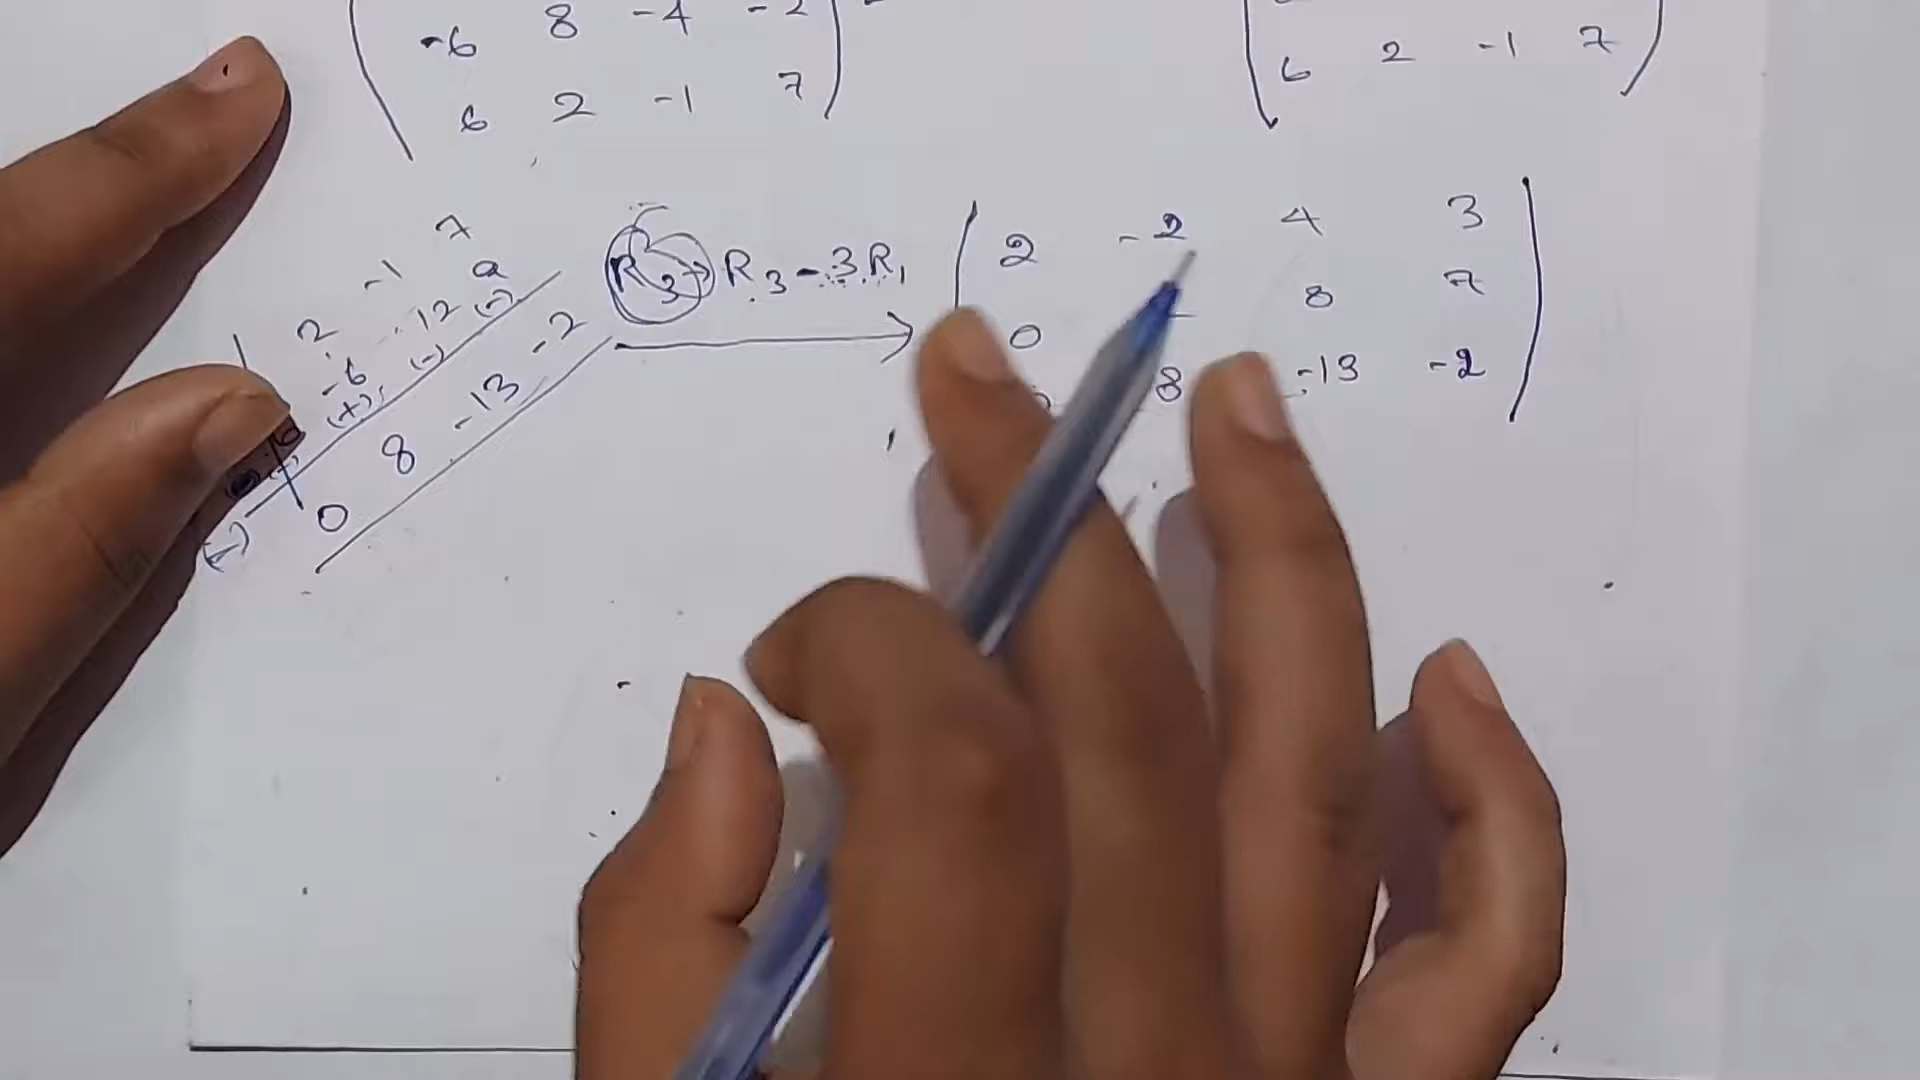 -6 8 -4 -2
6 2 -1 7
6 2 -1 7
2 -1 7
-6 -12 9
(+) (-) (-)
0 8 -13 -2
(-)
R3 → R3 - 3R1
2 -2 4 3
0 8 7
8 -13 -2